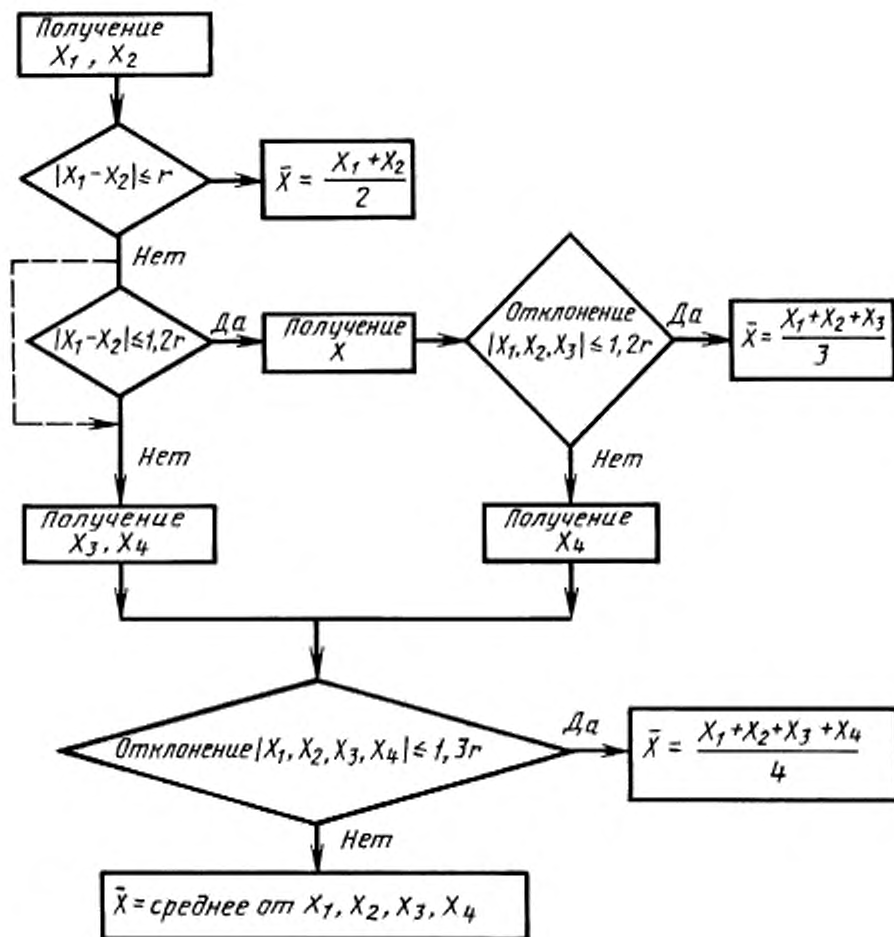 Получение
X₁, X₂
|X₁-X₂|≤r
X̄ = (X₁+X₂)/2
Нет
|X₁-X₂|≤1,2r
Да
Получение
X
Отклонение
|X₁,X₂,X₃|≤1,2r
Да
X̄ = (X₁+X₂+X₃)/3
Нет
Нет
Получение
X₃, X₄
Получение
X₄
Отклонение|X₁,X₂,X₃,X₄|≤1,3r
Да
X̄ = (X₁+X₂+X₃+X₄)/4
Нет
X̄=среднее от X₁, X₂, X₃, X₄